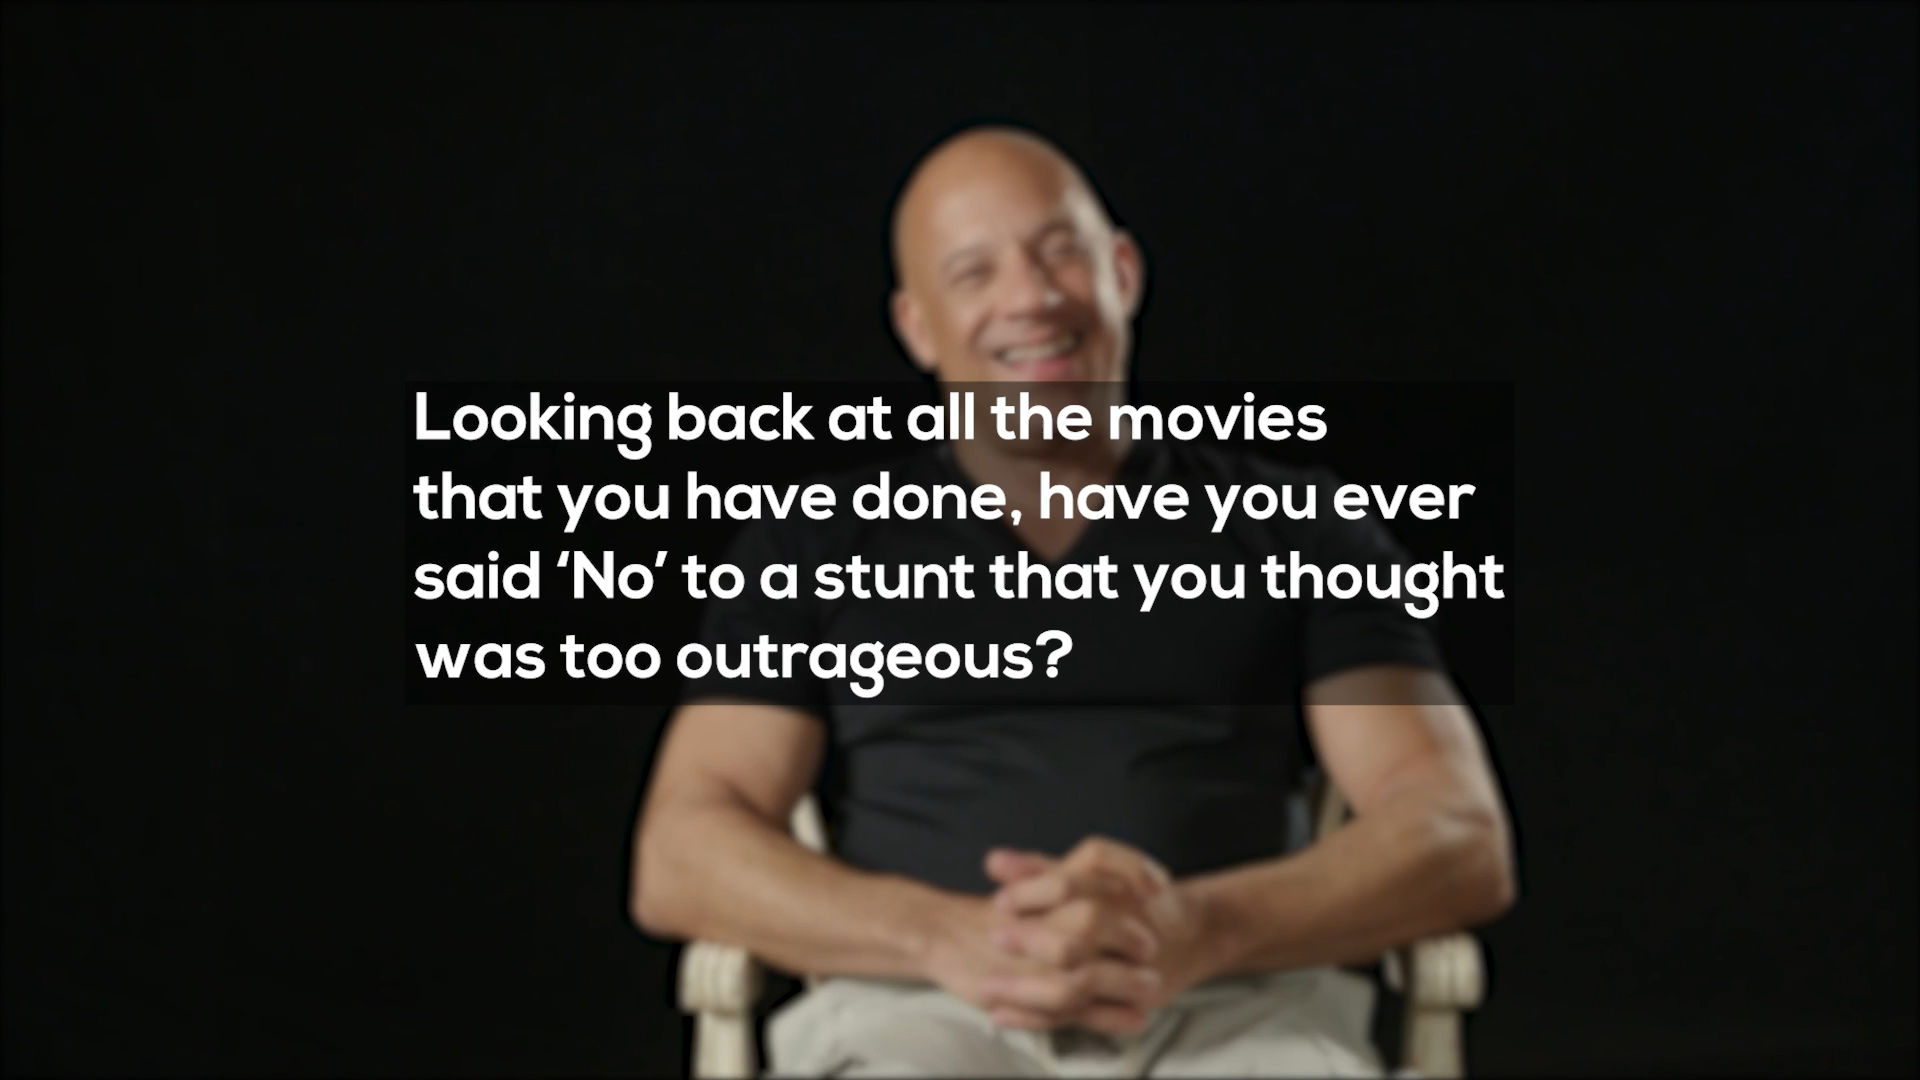 Looking back at all the movies
that you have done, have you ever
said ‘No’ to a stunt that you thought
was too outrageous?